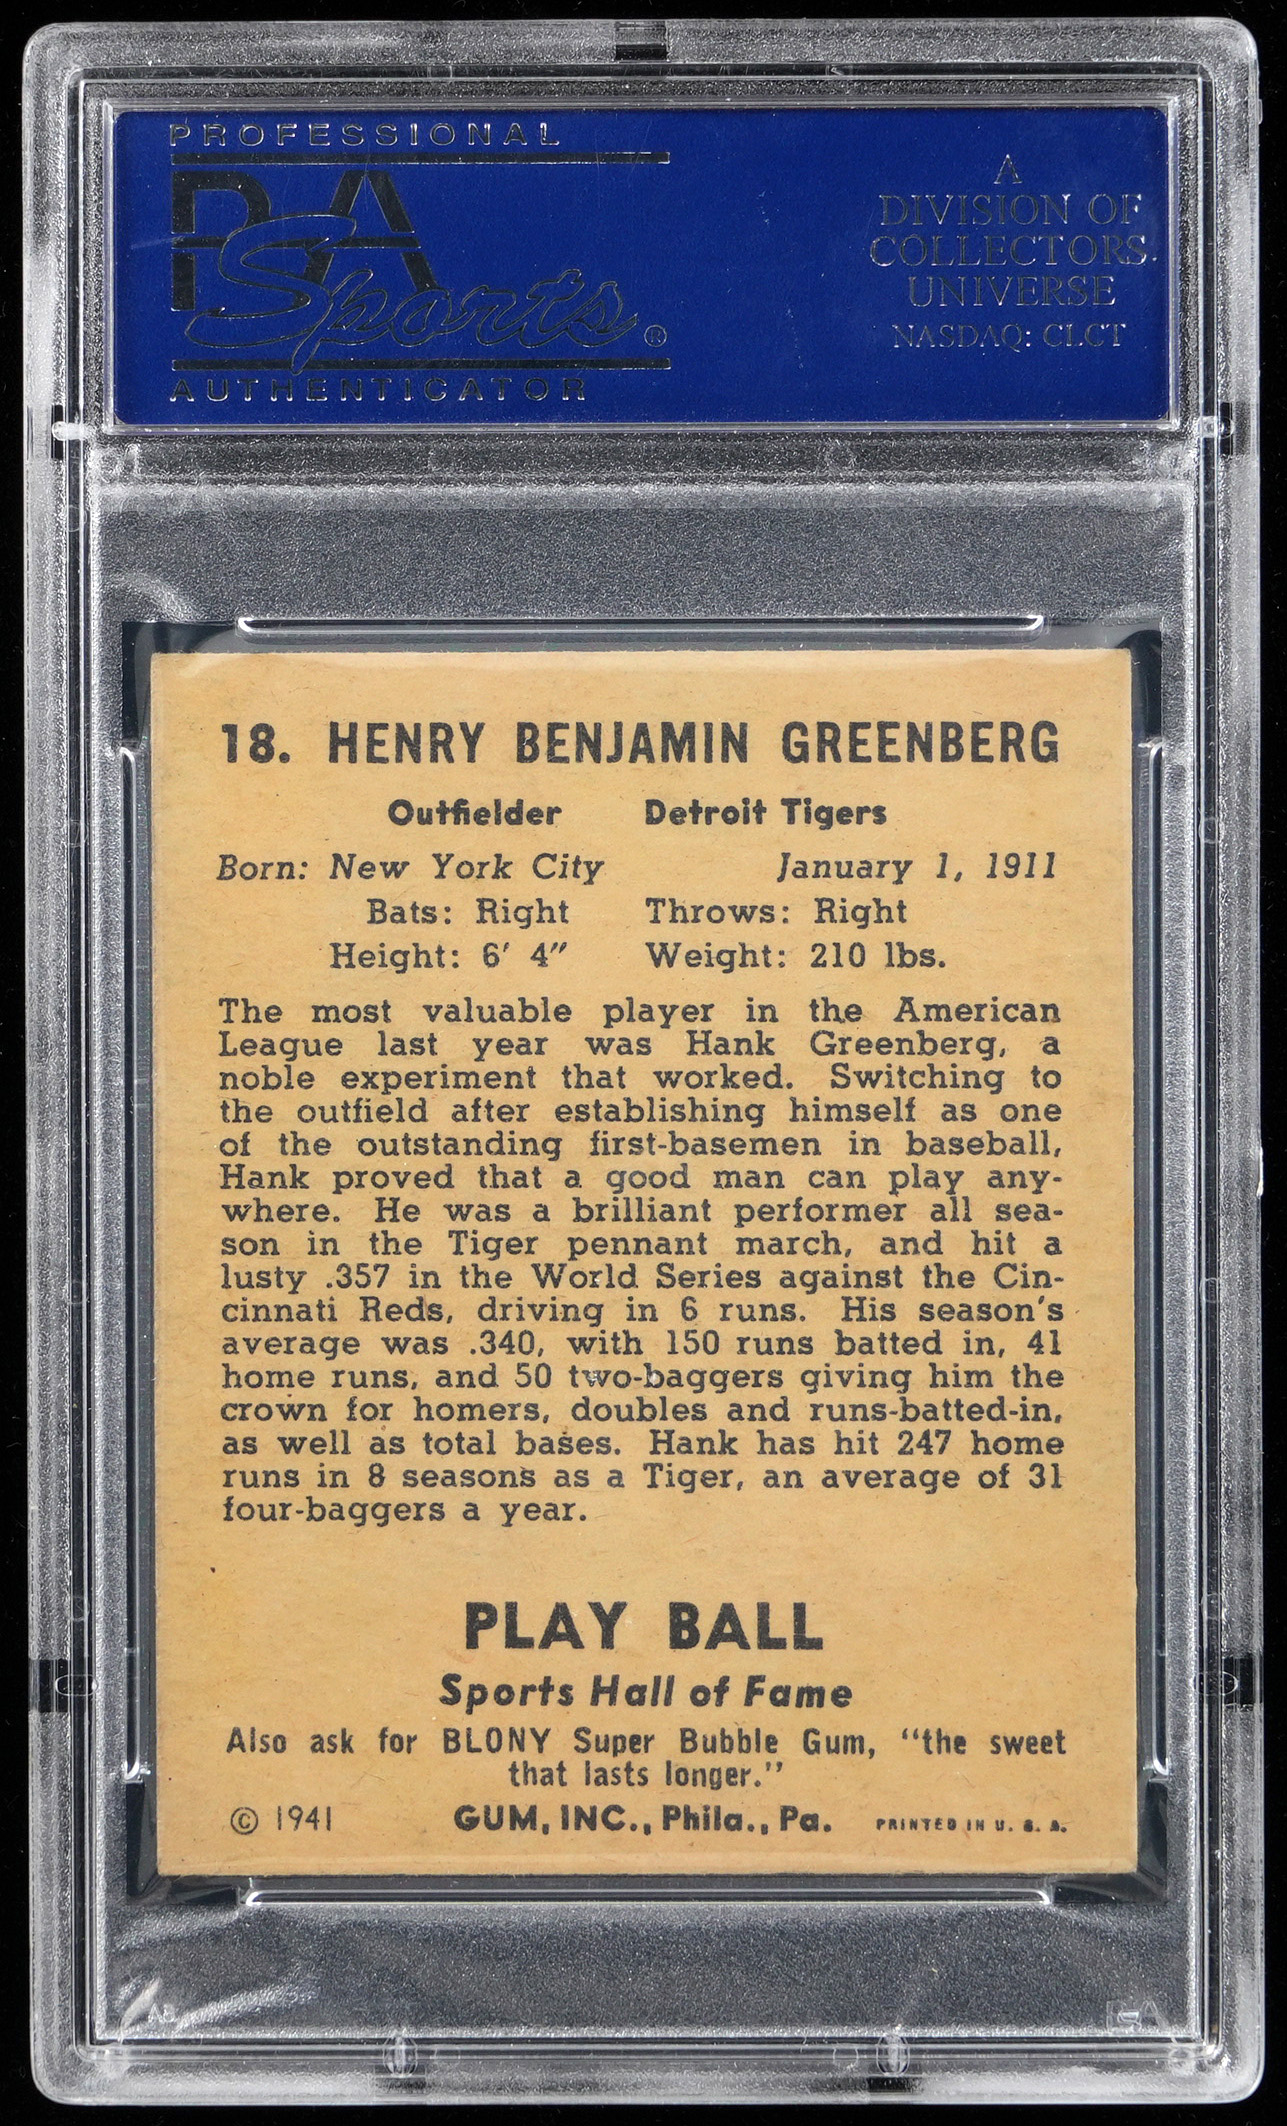 PROFESSIONAL
PSA
Sports®
AUTHENTICATOR
A
DIVISION OF
COLLECTORS
UNIVERSE
NASDAQ: CLCT
18. HENRY BENJAMIN GREENBERG
Outfielder Detroit Tigers
Born: New York City January 1, 1911
Bats: Right Throws: Right
Height: 6' 4" Weight: 210 lbs.
The most valuable player in the American
League last year was Hank Greenberg, a
noble experiment that worked. Switching to
the outfield after establishing himself as one
of the outstanding first-basemen in baseball,
Hank proved that a good man can play any-
where. He was a brilliant performer all sea-
son in the Tiger pennant march, and hit a
lusty .357 in the World Series against the Cin-
cinnati Reds, driving in 6 runs. His season's
average was .340, with 150 runs batted in, 41
home runs, and 50 two-baggers giving him the
crown for homers, doubles and runs-batted-in,
as well as total bases. Hank has hit 247 home
runs in 8 seasons as a Tiger, an average of 31
four-baggers a year.
PLAY BALL
Sports Hall of Fame
Also ask for BLONY Super Bubble Gum, "the sweet
that lasts longer."
© 1941 GUM, INC., Phila., Pa. PRINTED IN U. S. A.